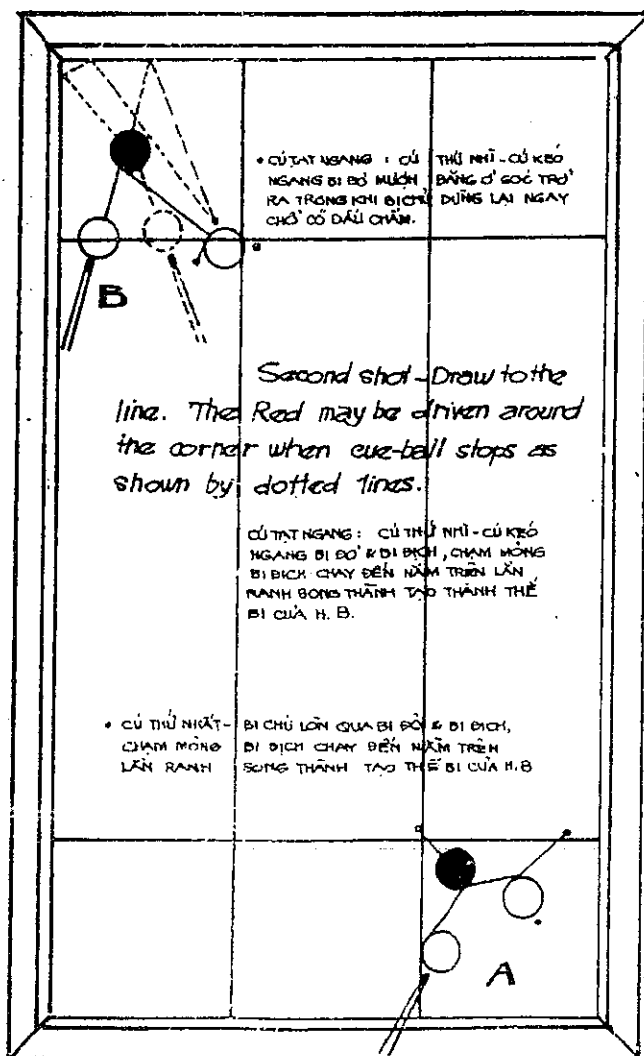 • CÚ TẠT NGANG : CÚ THỨ NHÌ - CÚ KÉO
NGANG BI ĐỎ MƯỢN BĂNG Ở GÓC TRỞ
RA TRONG KHI BI CHỦ DỪNG LẠI NGAY
CHỖ CÓ DẤU CHẤM.
B
Second shot - Draw to the
line. The Red may be driven around
the corner when cue-ball stops as
shown by dotted lines.
CÚ TẠT NGANG : CÚ THỨ NHÌ - CÚ KÉO
NGANG BI ĐỎ & BI ĐÍCH, CHẠM MỎNG
BI ĐÍCH CHẠY ĐẾN NẰM TRÊN LẰN
RANH SONG THÀNH TẠO THÀNH THẾ
BI CỦA H. B.
• CÚ THỨ NHẤT - BI CHỦ LÒN QUA BI ĐỎ & BI ĐÍCH,
CHẠM MỎNG BI ĐÍCH CHẠY ĐẾN NẰM TRÊN
LẰN RANH SONG THÀNH TẠO THẾ BI CỦA H.B
A